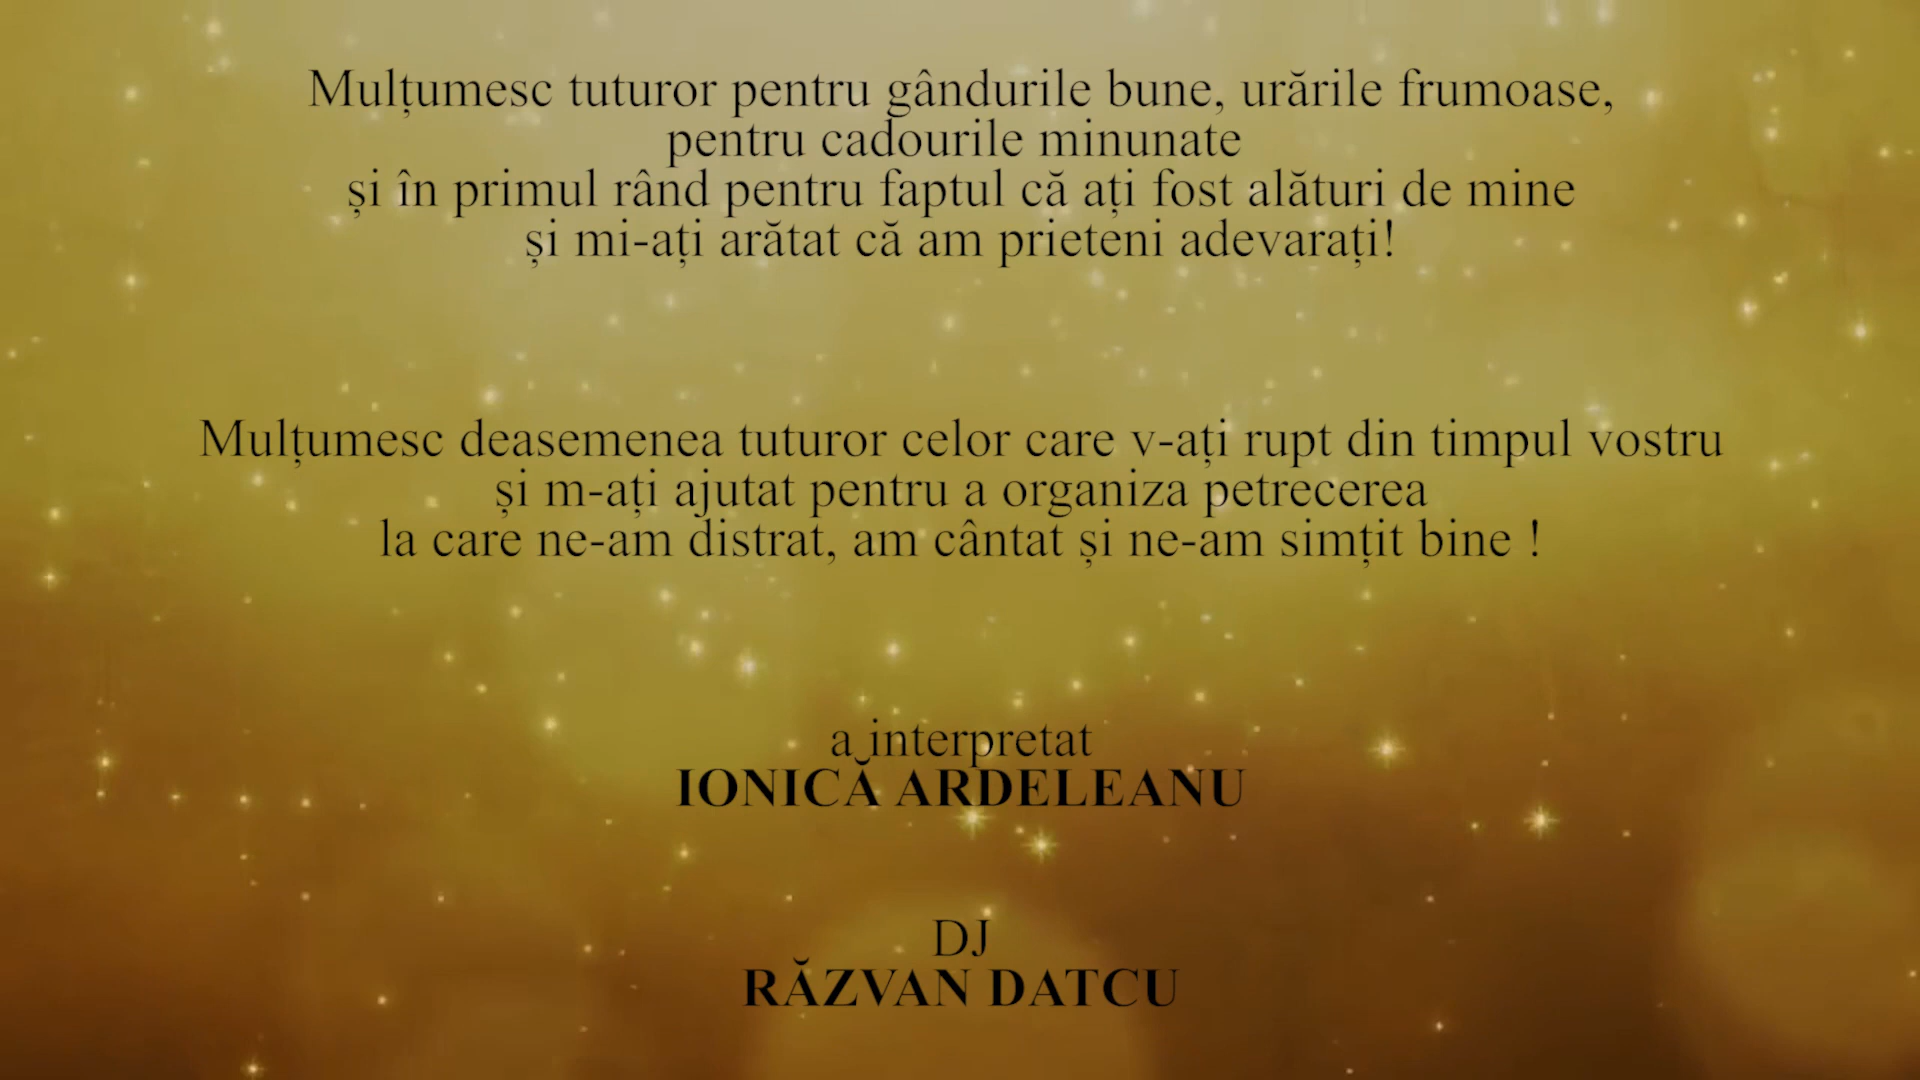 Mulțumesc tuturor pentru gândurile bune, urările frumoase,
pentru cadourile minunate
și în primul rând pentru faptul că ați fost alături de mine
și mi-ați arătat că am prieteni adevarați!
Mulțumesc deasemenea tuturor celor care v-ați rupt din timpul vostru
și m-ați ajutat pentru a organiza petrecerea
la care ne-am distrat, am cântat și ne-am simțit bine !
a interpretat
IONICĂ ARDELEANU
DJ
RĂZVAN DATCU